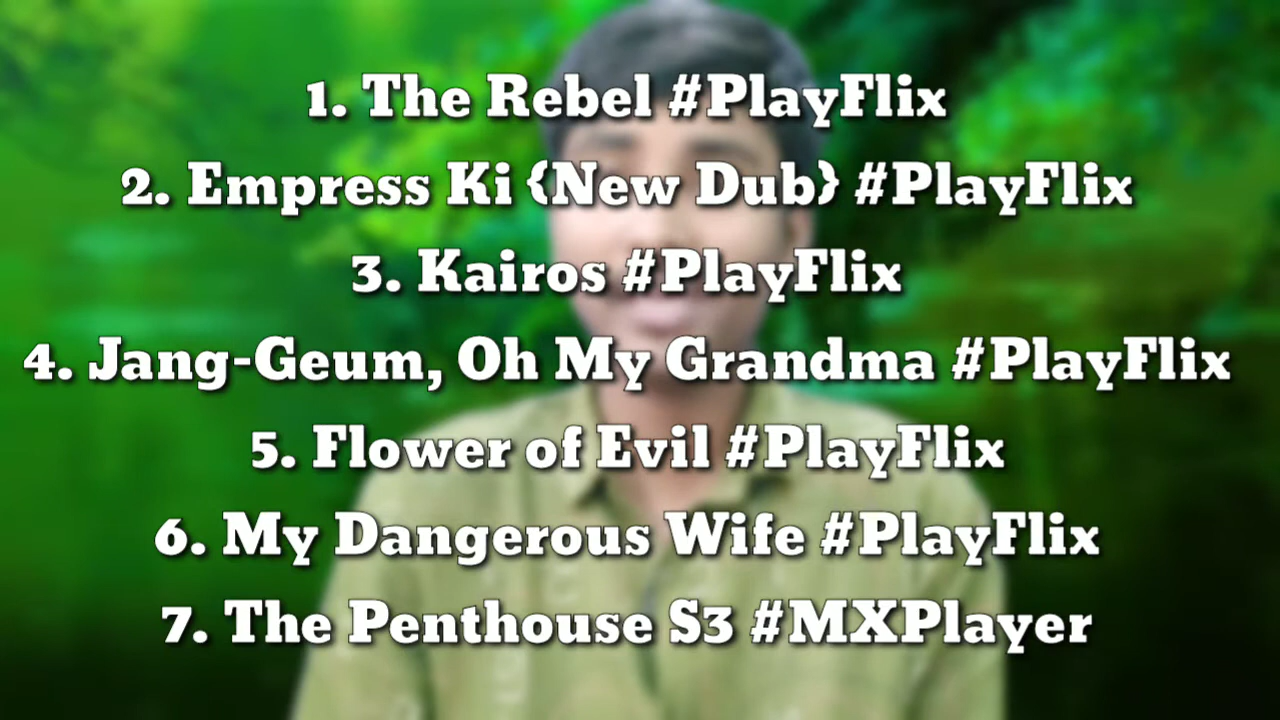 1. The Rebel #PlayFlix
2. Empress Ki {New Dub} #PlayFlix
3. Kairos #PlayFlix
4. Jang-Geum, Oh My Grandma #PlayFlix
5. Flower of Evil #PlayFlix
6. My Dangerous Wife #PlayFlix
7. The Penthouse S3 #MXPlayer